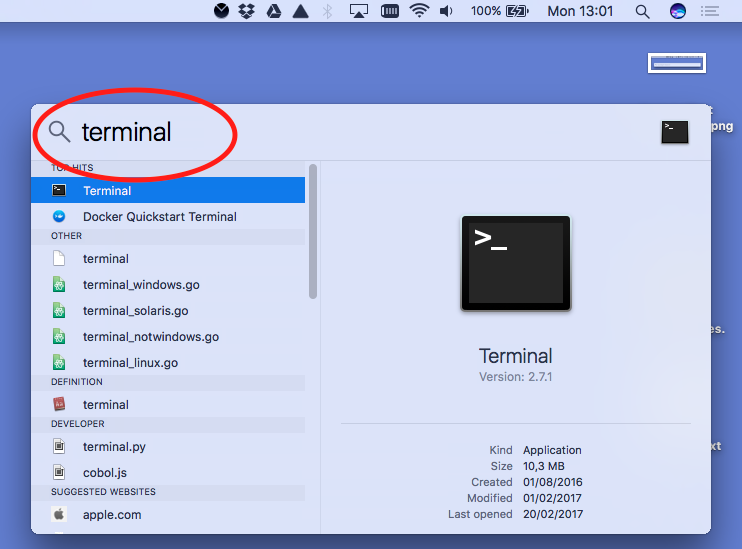 100%
Mon 13:01
terminal
png
TOP HITS
Terminal
Docker Quickstart Terminal
OTHER
terminal
terminal_windows.go
terminal_solaris.go
terminal_notwindows.go
terminal_linux.go
DEFINITION
terminal
DEVELOPER
terminal.py
cobol.js
SUGGESTED WEBSITES
apple.com
>_
Terminal
Version: 2.7.1
Kind Application
Size 10,3 MB
Created 01/08/2016
Modified 01/02/2017
Last opened 20/02/2017
es.
xt